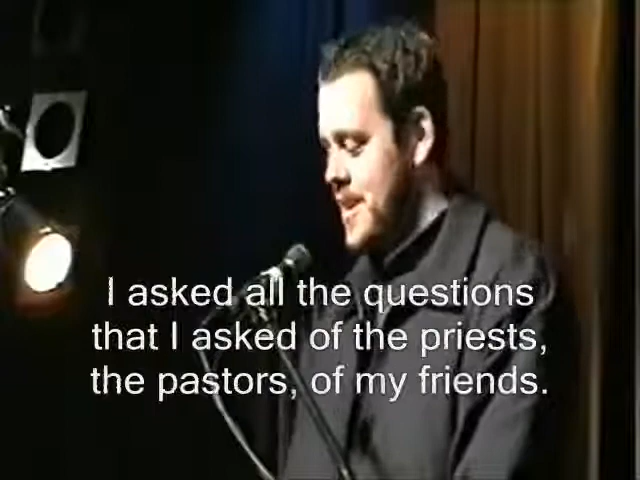 I asked all the questions
that I asked of the priests,
the pastors, of my friends.